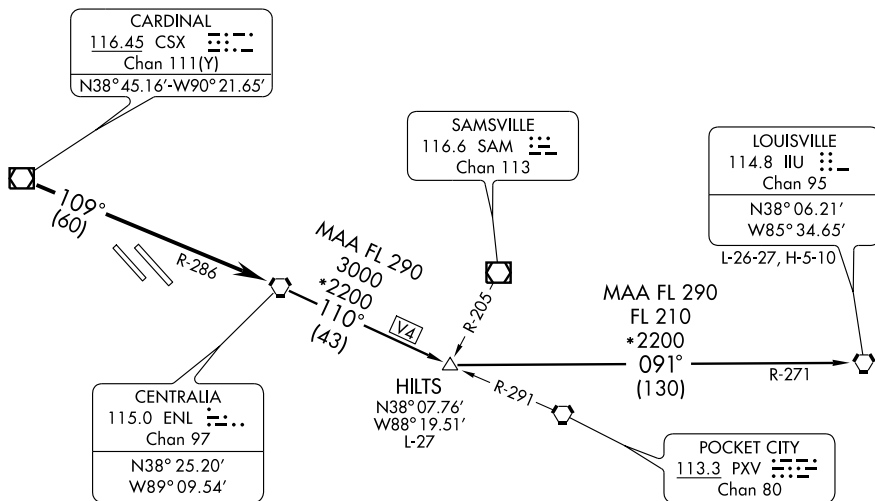 CARDINAL
116.45 CSX
Chan 111(Y)
N38° 45.16'-W90° 21.65'
SAMSVILLE
116.6 SAM
Chan 113
LOUISVILLE
114.8 IIU
Chan 95
N38° 06.21'
W85° 34.65'
L-26-27, H-5-10
109°
(60)
R-286
MAA FL 290
3000
*2200
110°
(43)
V4
R-205
MAA FL 290
FL 210
*2200
091°
(130)
R-271
HILTS
N38° 07.76'
W88° 19.51'
L-27
R-291
CENTRALIA
115.0 ENL
Chan 97
N38° 25.20'
W89° 09.54'
POCKET CITY
113.3 PXV
Chan 80